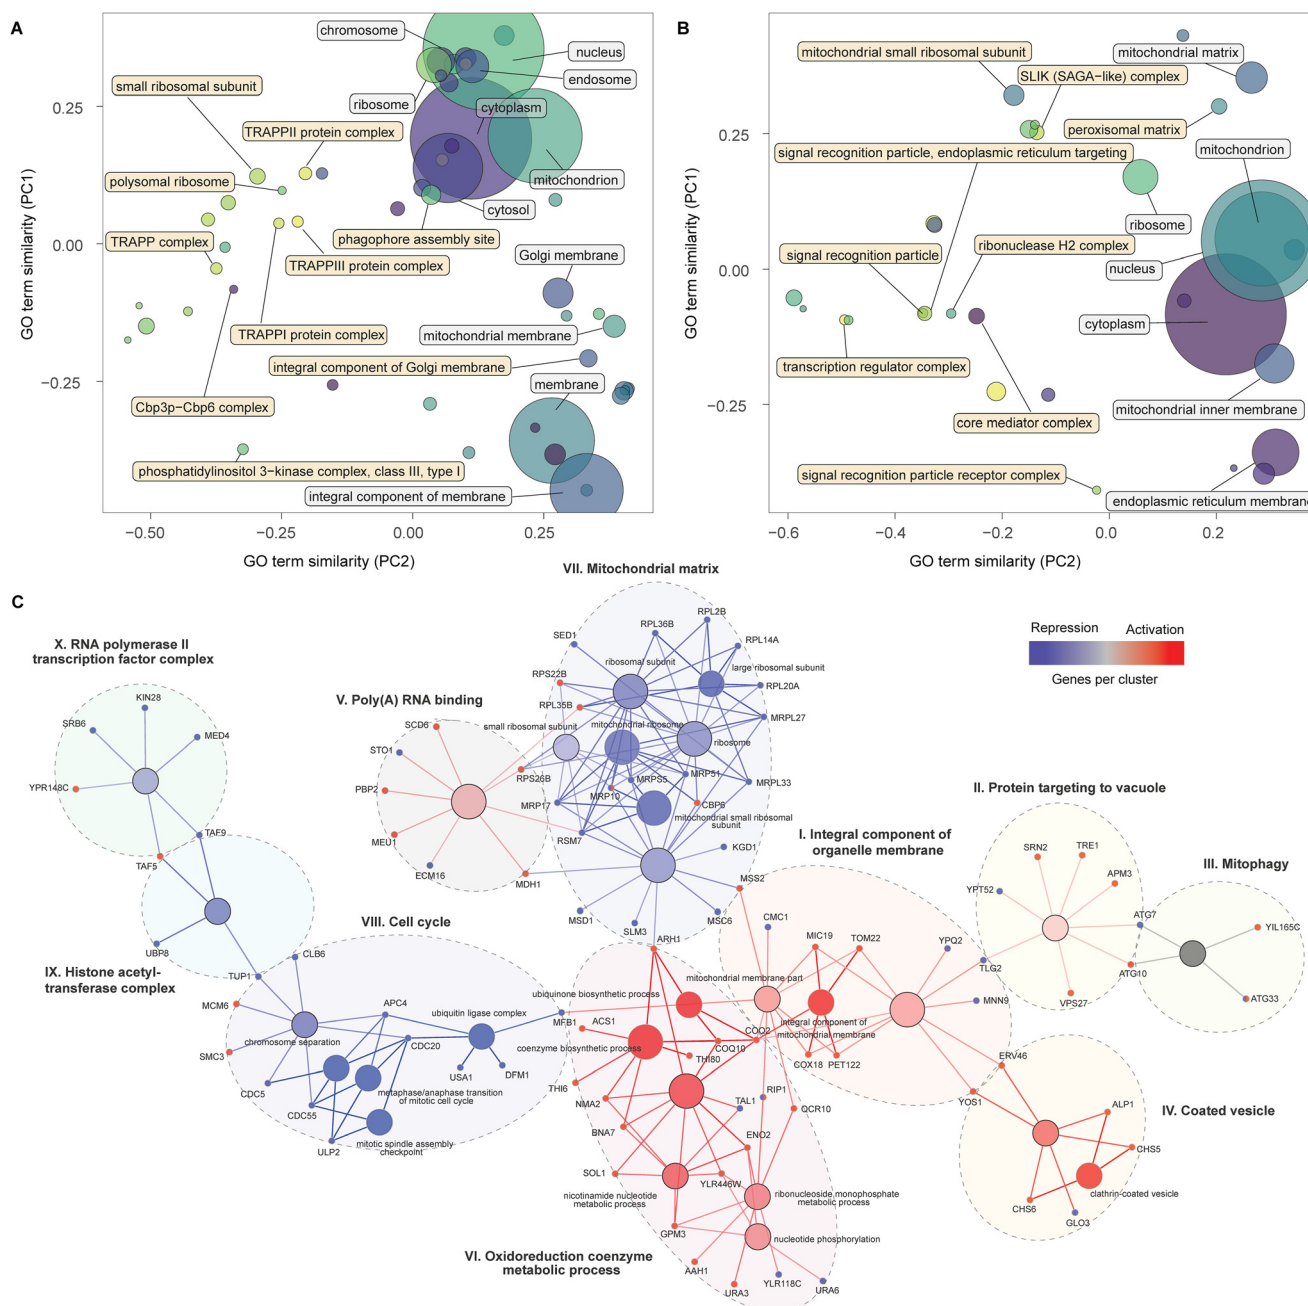 A
chromosome
nucleus
endosome
small ribosomal subunit
ribosome
cytoplasm
TRAPPII protein complex
polysomal ribosome
mitochondrion
cytosol
TRAPP complex
phagophore assembly site
TRAPPIII protein complex
Golgi membrane
TRAPPI protein complex
mitochondrial membrane
integral component of Golgi membrane
membrane
Cbp3p−Cbp6 complex
phosphatidylinositol 3−kinase complex, class III, type I
integral component of membrane
0.25
0.00
−0.25
GO term similarity (PC1)
−0.50
−0.25
0.00
0.25
GO term similarity (PC2)
B
mitochondrial small ribosomal subunit
mitochondrial matrix
SLIK (SAGA−like) complex
peroxisomal matrix
signal recognition particle, endoplasmic reticulum targeting
mitochondrion
ribosome
ribonuclease H2 complex
signal recognition particle
nucleus
cytoplasm
transcription regulator complex
core mediator complex
mitochondrial inner membrane
signal recognition particle receptor complex
endoplasmic reticulum membrane
0.25
0.00
−0.25
GO term similarity (PC1)
−0.6
−0.4
−0.2
0.0
0.2
GO term similarity (PC2)
C
VII. Mitochondrial matrix
Repression
Activation
Genes per cluster
X. RNA polymerase II
transcription factor complex
KIN28
SRB6
MED4
YPR148C
TAF9
TAF5
UBP8
IX. Histone acetyl-
transferase complex
TUP1
V. Poly(A) RNA binding
SCD6
STO1
PBP2
MEU1
ECM16
MDH1
RPS26B
SED1
RPL36B
RPL2B
RPL14A
ribosomal subunit
large ribosomal subunit
RPS22B
RPL20A
RPL35B
MRPL27
small ribosomal subunit
mitochondrial ribosome
ribosome
MRP51
MRPS5
MRPL33
MRP10
MRP17
CBP6
mitochondrial small ribosomal
subunit
RSM7
KGD1
MSS2
MSD1
SLM3
MSC6
ARH1
I. Integral component of
organelle membrane
CMC1
MIC19
TOM22
YPQ2
TLG2
mitochondrial membrane part
MNN9
integral component of
mitochondrial membrane
COX18
PET122
ERV46
YOS1
II. Protein targeting to vacuole
SRN2
TRE1
APM3
YPT52
ATG7
ATG10
VPS27
III. Mitophagy
YIL165C
ATG33
IV. Coated vesicle
ALP1
CHS5
clathrin-coated vesicle
CHS6
GLO3
VIII. Cell cycle
CLB6
MCM6
APC4
ubiquitin ligase complex
chromosome separation
CDC20
SMC3
USA1
DFM1
CDC5
metaphase/anaphase transition
of mitotic cell cycle
CDC55
mitotic spindle assembly
checkpoint
ULP2
MFB1
ubiquinone biosynthetic process
ACS1
COQ2
coenzyme biosynthetic process
COQ10
THI80
THI6
RIP1
NMA2
TAL1
QCR10
BNA7
ENO2
SOL1
YLR446W
nicotinamide nucleotide
metabolic process
ribonucleoside monophosphate
metabolic process
GPM3
nucleotide phosphorylation
AAH1
URA3
YLR118C
URA6
VI. Oxidoreduction coenzyme
metabolic process